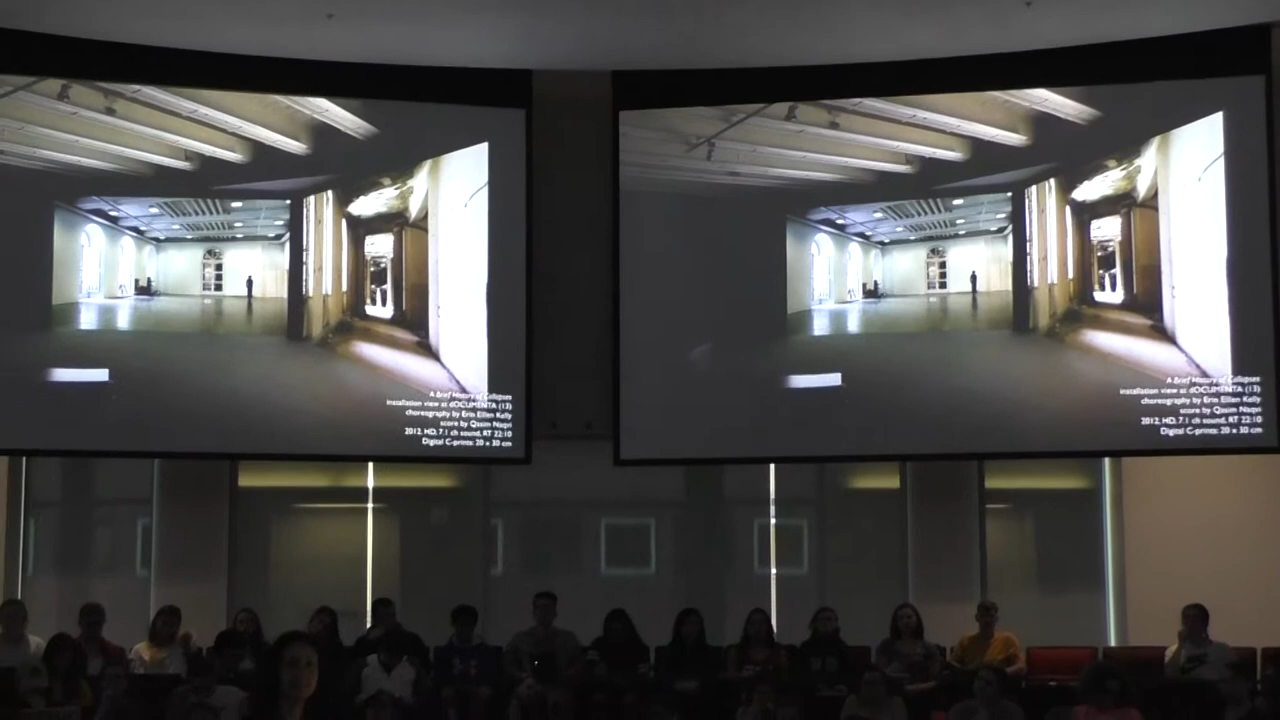 A Brief History of Collapses
installation view at dOCUMENTA (13)
choreography by Erin Ellen Kelly
score by Qasim Naqvi
2012, HD, 7.1 ch sound, RT 22:10
Digital C-prints: 20 x 30 cm
A Brief History of Collapses
installation view at dOCUMENTA (13)
choreography by Erin Ellen Kelly
score by Qasim Naqvi
2012, HD, 7.1 ch sound, RT 22:10
Digital C-prints: 20 x 30 cm